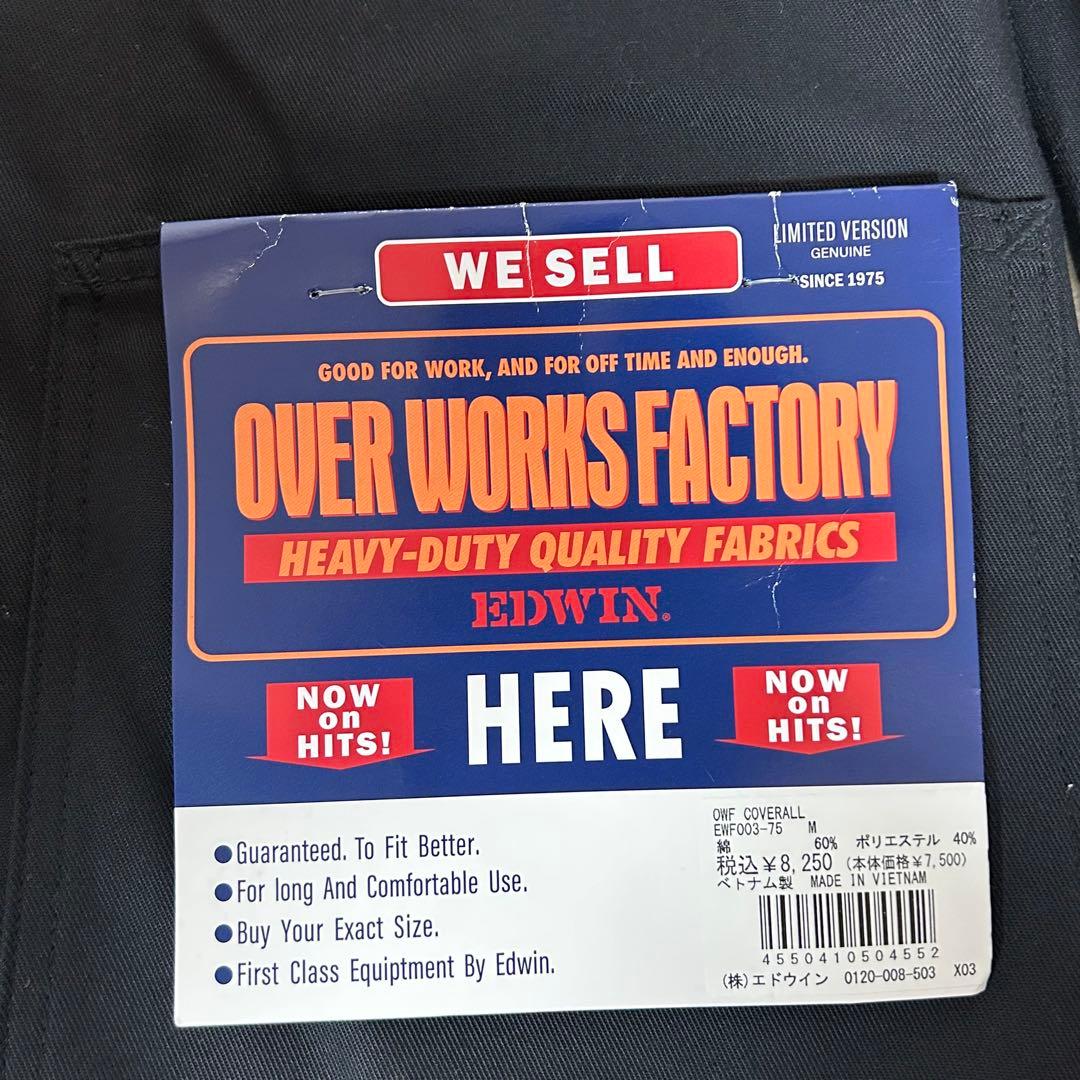 WE SELL
LIMITED VERSION
GENUINE
SINCE 1975
GOOD FOR WORK, AND FOR OFF TIME AND ENOUGH.
OVER WORKS FACTORY
HEAVY-DUTY QUALITY FABRICS
EDWIN®
NOW
on
HITS!
HERE
NOW
on
HITS!
●Guaranteed. To Fit Better.
●For long And Comfortable Use.
●Buy Your Exact Size.
●First Class Equiptment By Edwin.
OWF COVERALL
EWF003-75 M
綿 60% ポリエステル 40%
税込¥8,250 (本体価格¥7,500)
ベトナム製 MADE IN VIETNAM
4550410504552
(株)エドウイン 0120-008-503 X03